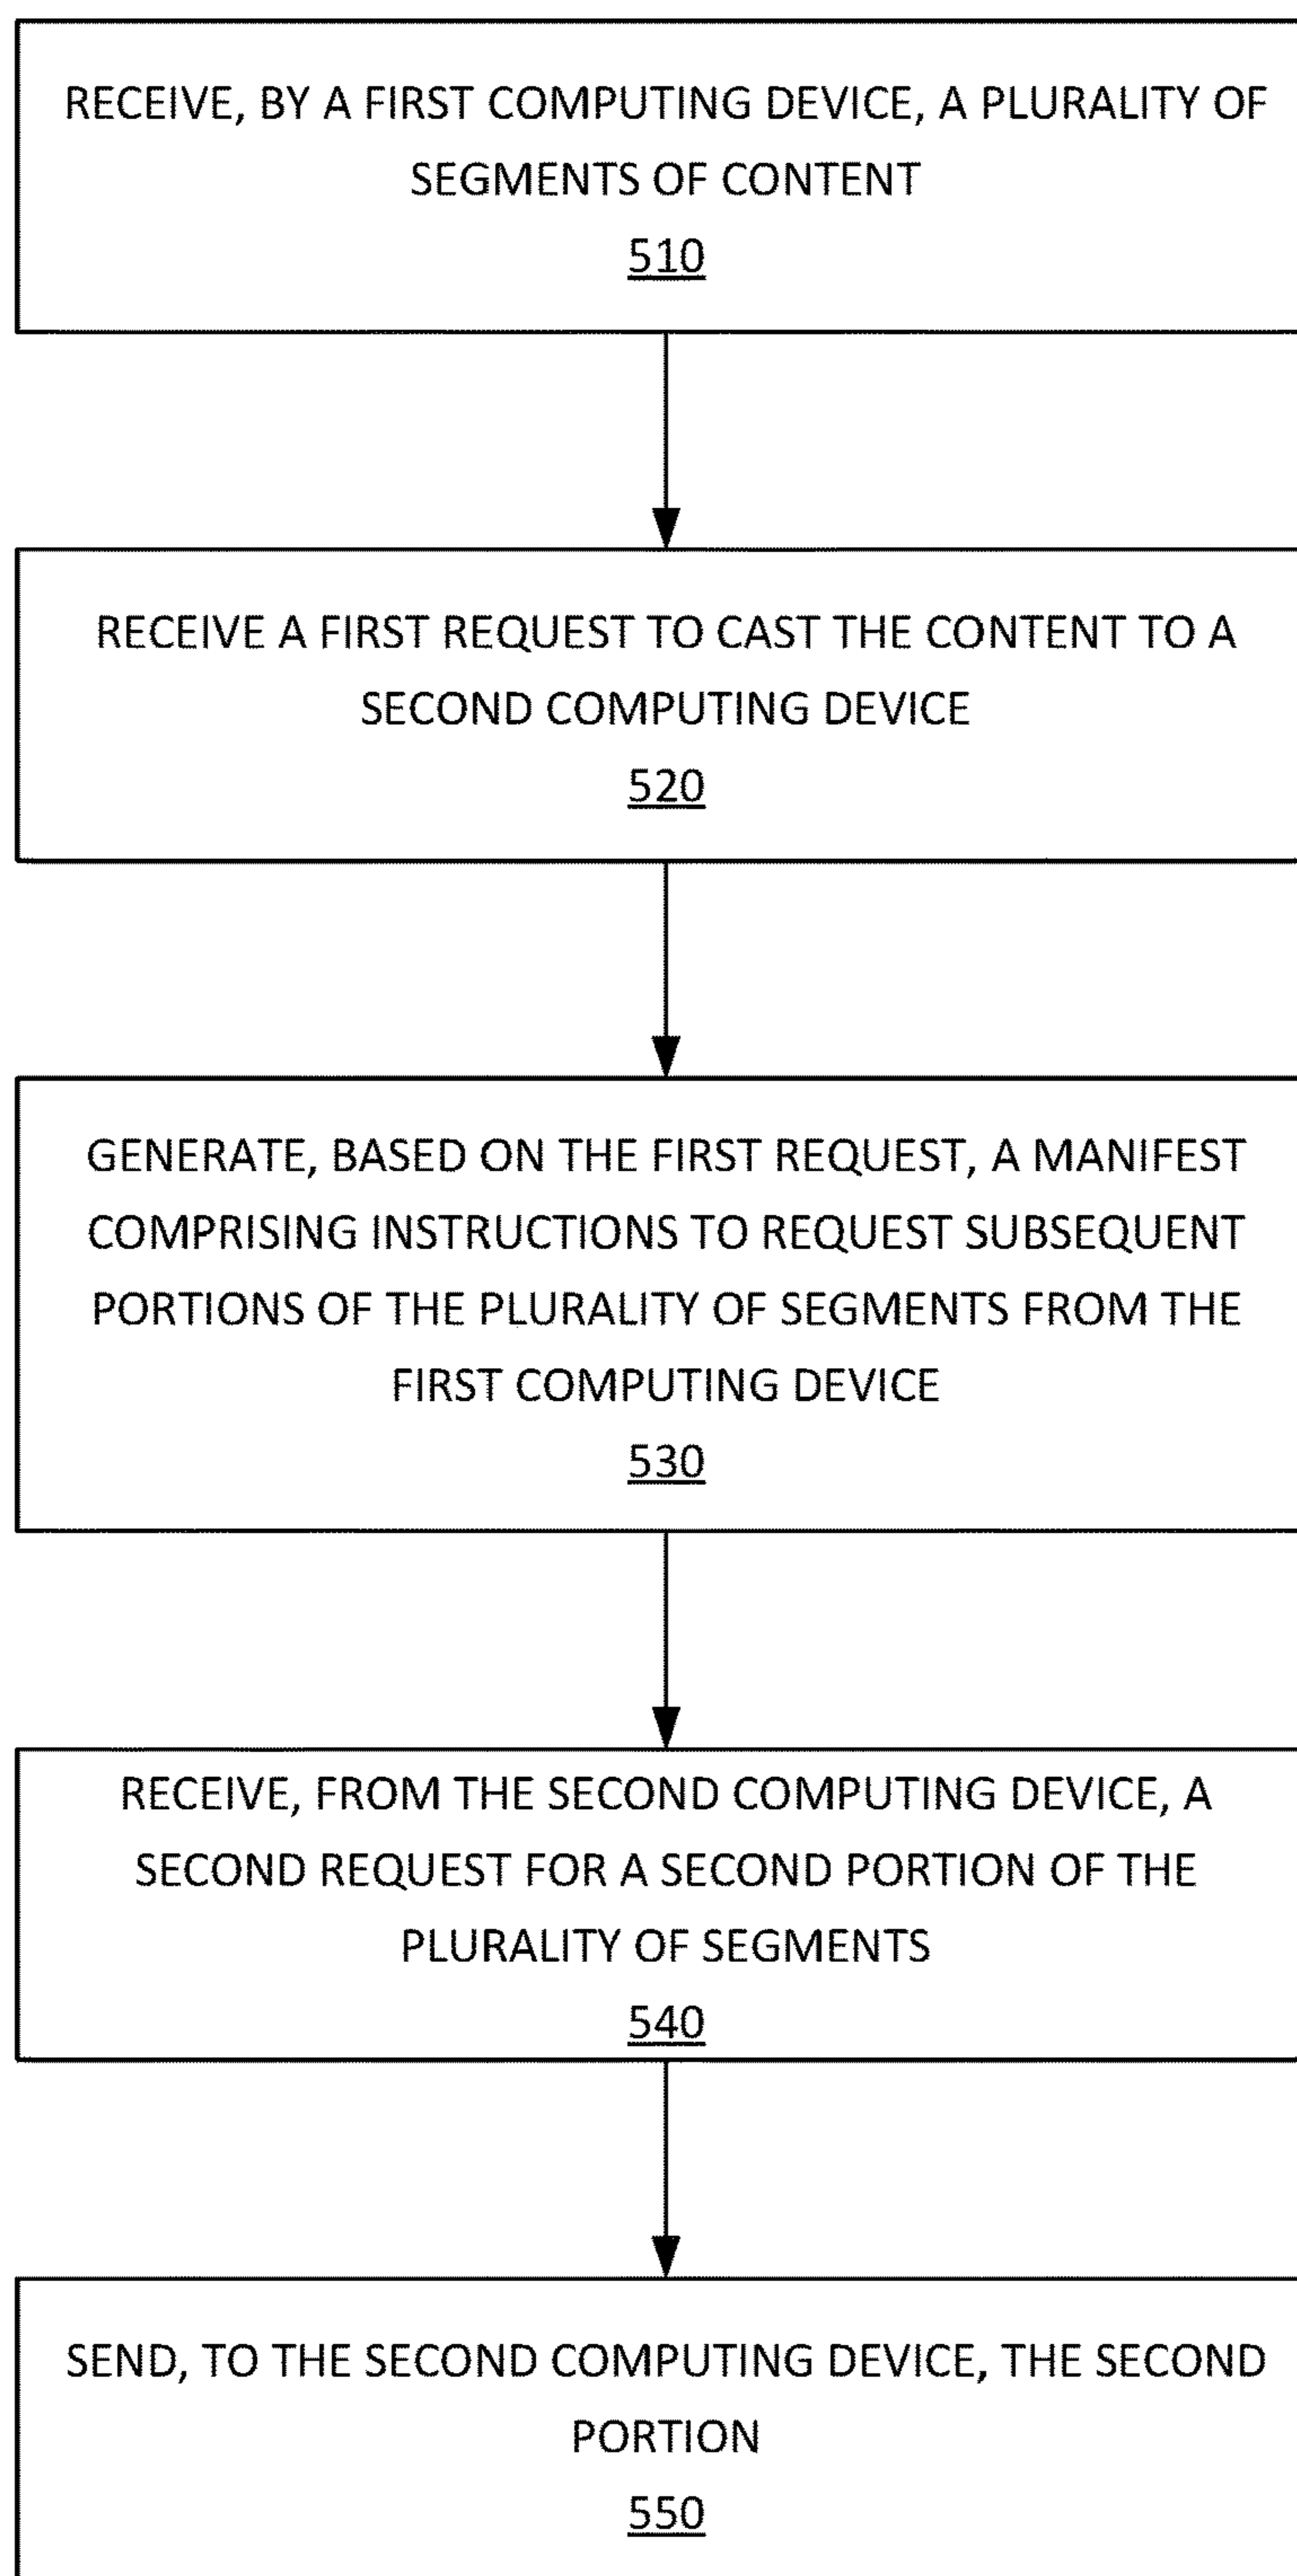 RECEIVE, BY A FIRST COMPUTING DEVICE, A PLURALITY OF
SEGMENTS OF CONTENT
510
RECEIVE A FIRST REQUEST TO CAST THE CONTENT TO A
SECOND COMPUTING DEVICE
520
GENERATE, BASED ON THE FIRST REQUEST, A MANIFEST
COMPRISING INSTRUCTIONS TO REQUEST SUBSEQUENT
PORTIONS OF THE PLURALITY OF SEGMENTS FROM THE
FIRST COMPUTING DEVICE
530
RECEIVE, FROM THE SECOND COMPUTING DEVICE, A
SECOND REQUEST FOR A SECOND PORTION OF THE
PLURALITY OF SEGMENTS
540
SEND, TO THE SECOND COMPUTING DEVICE, THE SECOND
PORTION
550